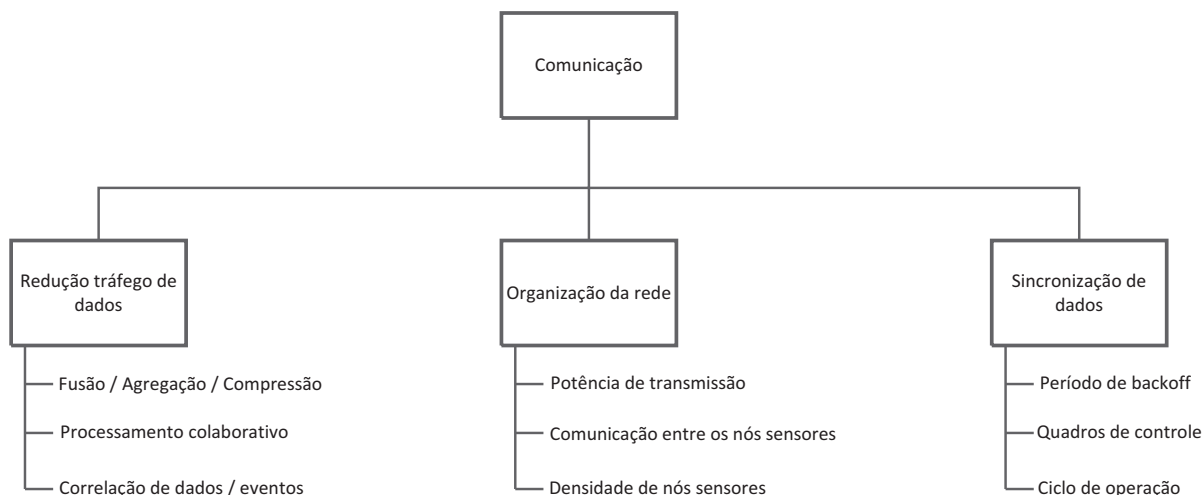 Comunicação
Redução tráfego de
dados
Organização da rede
Sincronização de
dados
Fusão / Agregação / Compressão
Processamento colaborativo
Correlação de dados / eventos
Potência de transmissão
Comunicação entre os nós sensores
Densidade de nós sensores
Período de backoff
Quadros de controle
Ciclo de operação